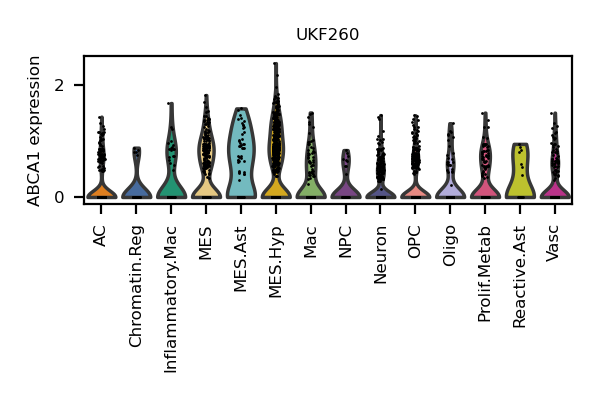 UKF260
ABCA1 expression
2
0
AC
Chromatin.Reg
Inflammatory.Mac
MES
MES.Ast
MES.Hyp
Mac
NPC
Neuron
OPC
Oligo
Prolif.Metab
Reactive.Ast
Vasc